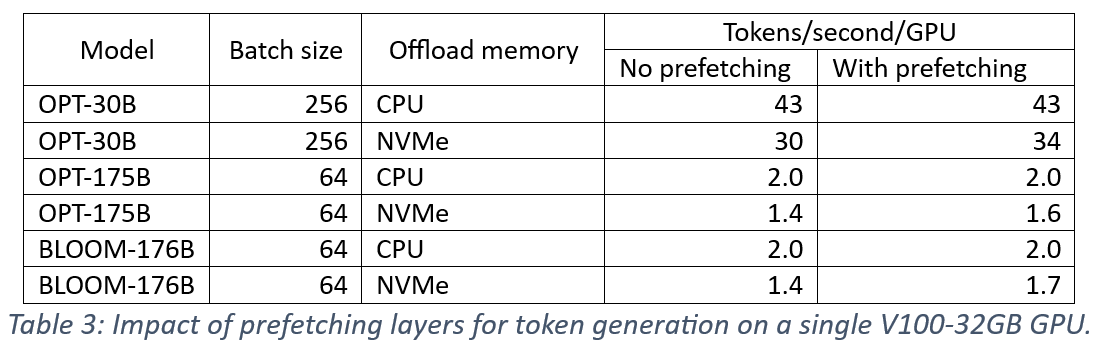 Model Batch size Offload memory Tokens/second/GPU
No prefetching With prefetching
OPT-30B 256 CPU 43 43
OPT-30B 256 NVMe 30 34
OPT-175B 64 CPU 2.0 2.0
OPT-175B 64 NVMe 1.4 1.6
BLOOM-176B 64 CPU 2.0 2.0
BLOOM-176B 64 NVMe 1.4 1.7
Table 3: Impact of prefetching layers for token generation on a single V100-32GB GPU.